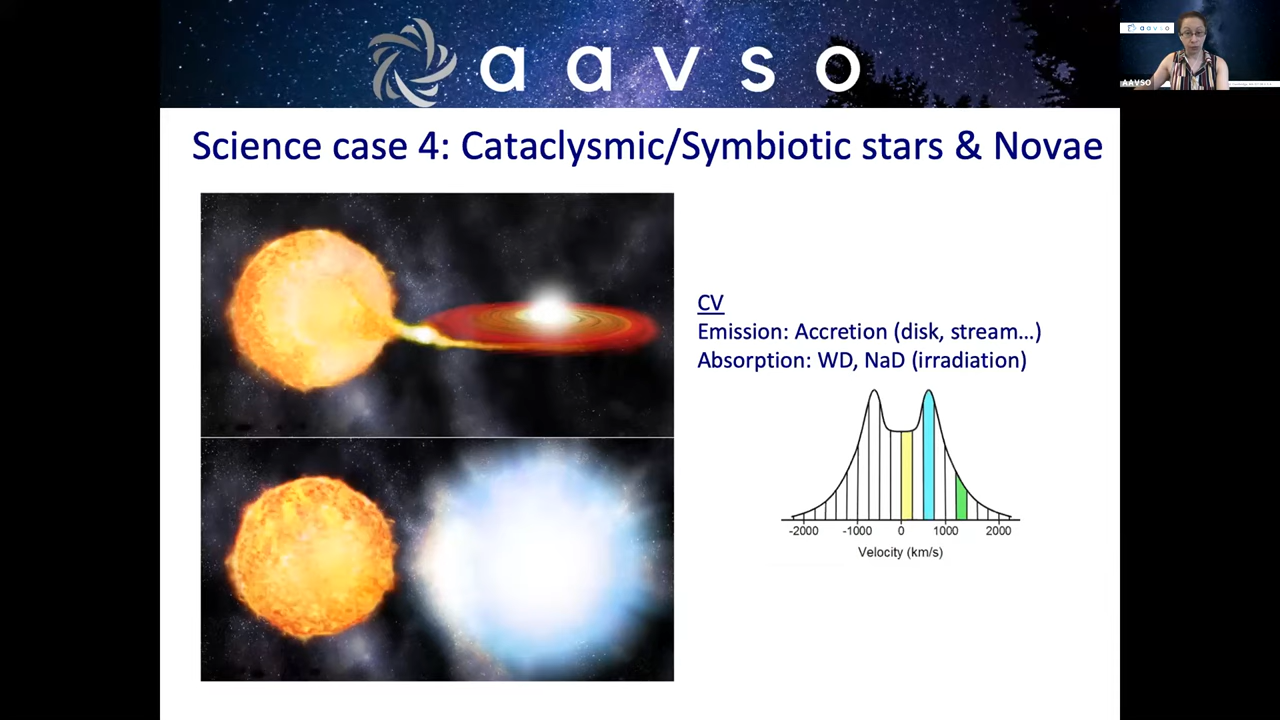 aavso
aavso
AAVSO
Science case 4: Cataclysmic/Symbiotic stars & Novae
CV
Emission: Accretion (disk, stream…)
Absorption: WD, NaD (irradiation)
-2000 -1000 0 1000 2000
Velocity (km/s)